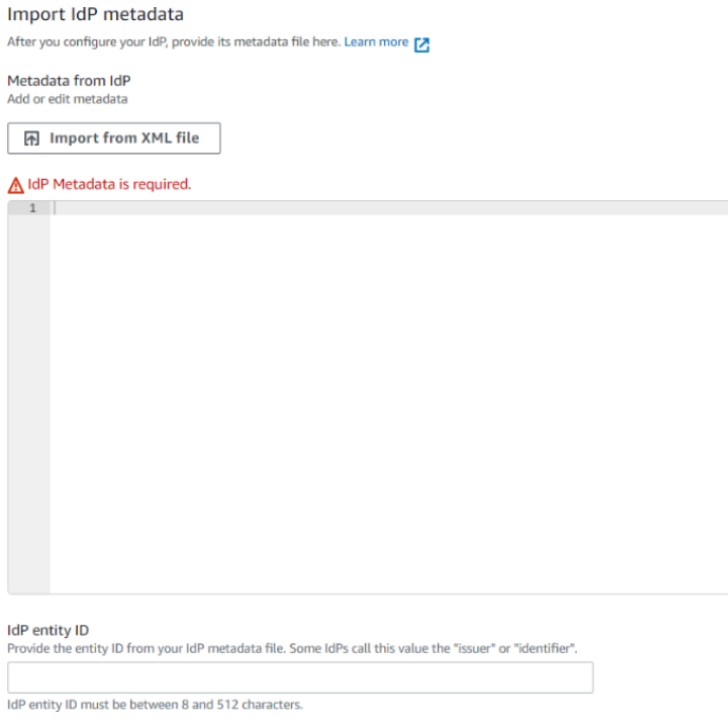 Import IdP metadata
After you configure your IdP, provide its metadata file here. Learn more
Metadata from IdP
Add or edit metadata
Import from XML file
IdP Metadata is required.
1
IdP entity ID
Provide the entity ID from your IdP metadata file. Some IdPs call this value the "issuer" or "identifier".
IdP entity ID must be between 8 and 512 characters.